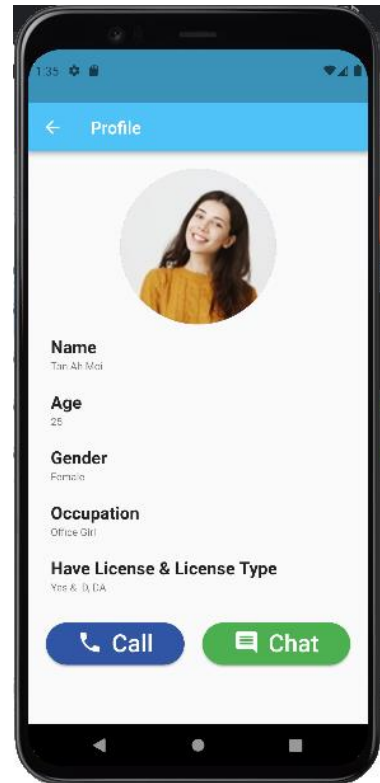 1:35
Profile
Name
Tan Ah Moi
Age
25
Gender
Female
Occupation
Office Girl
Have License & License Type
Yes & D, DA
Call
Chat